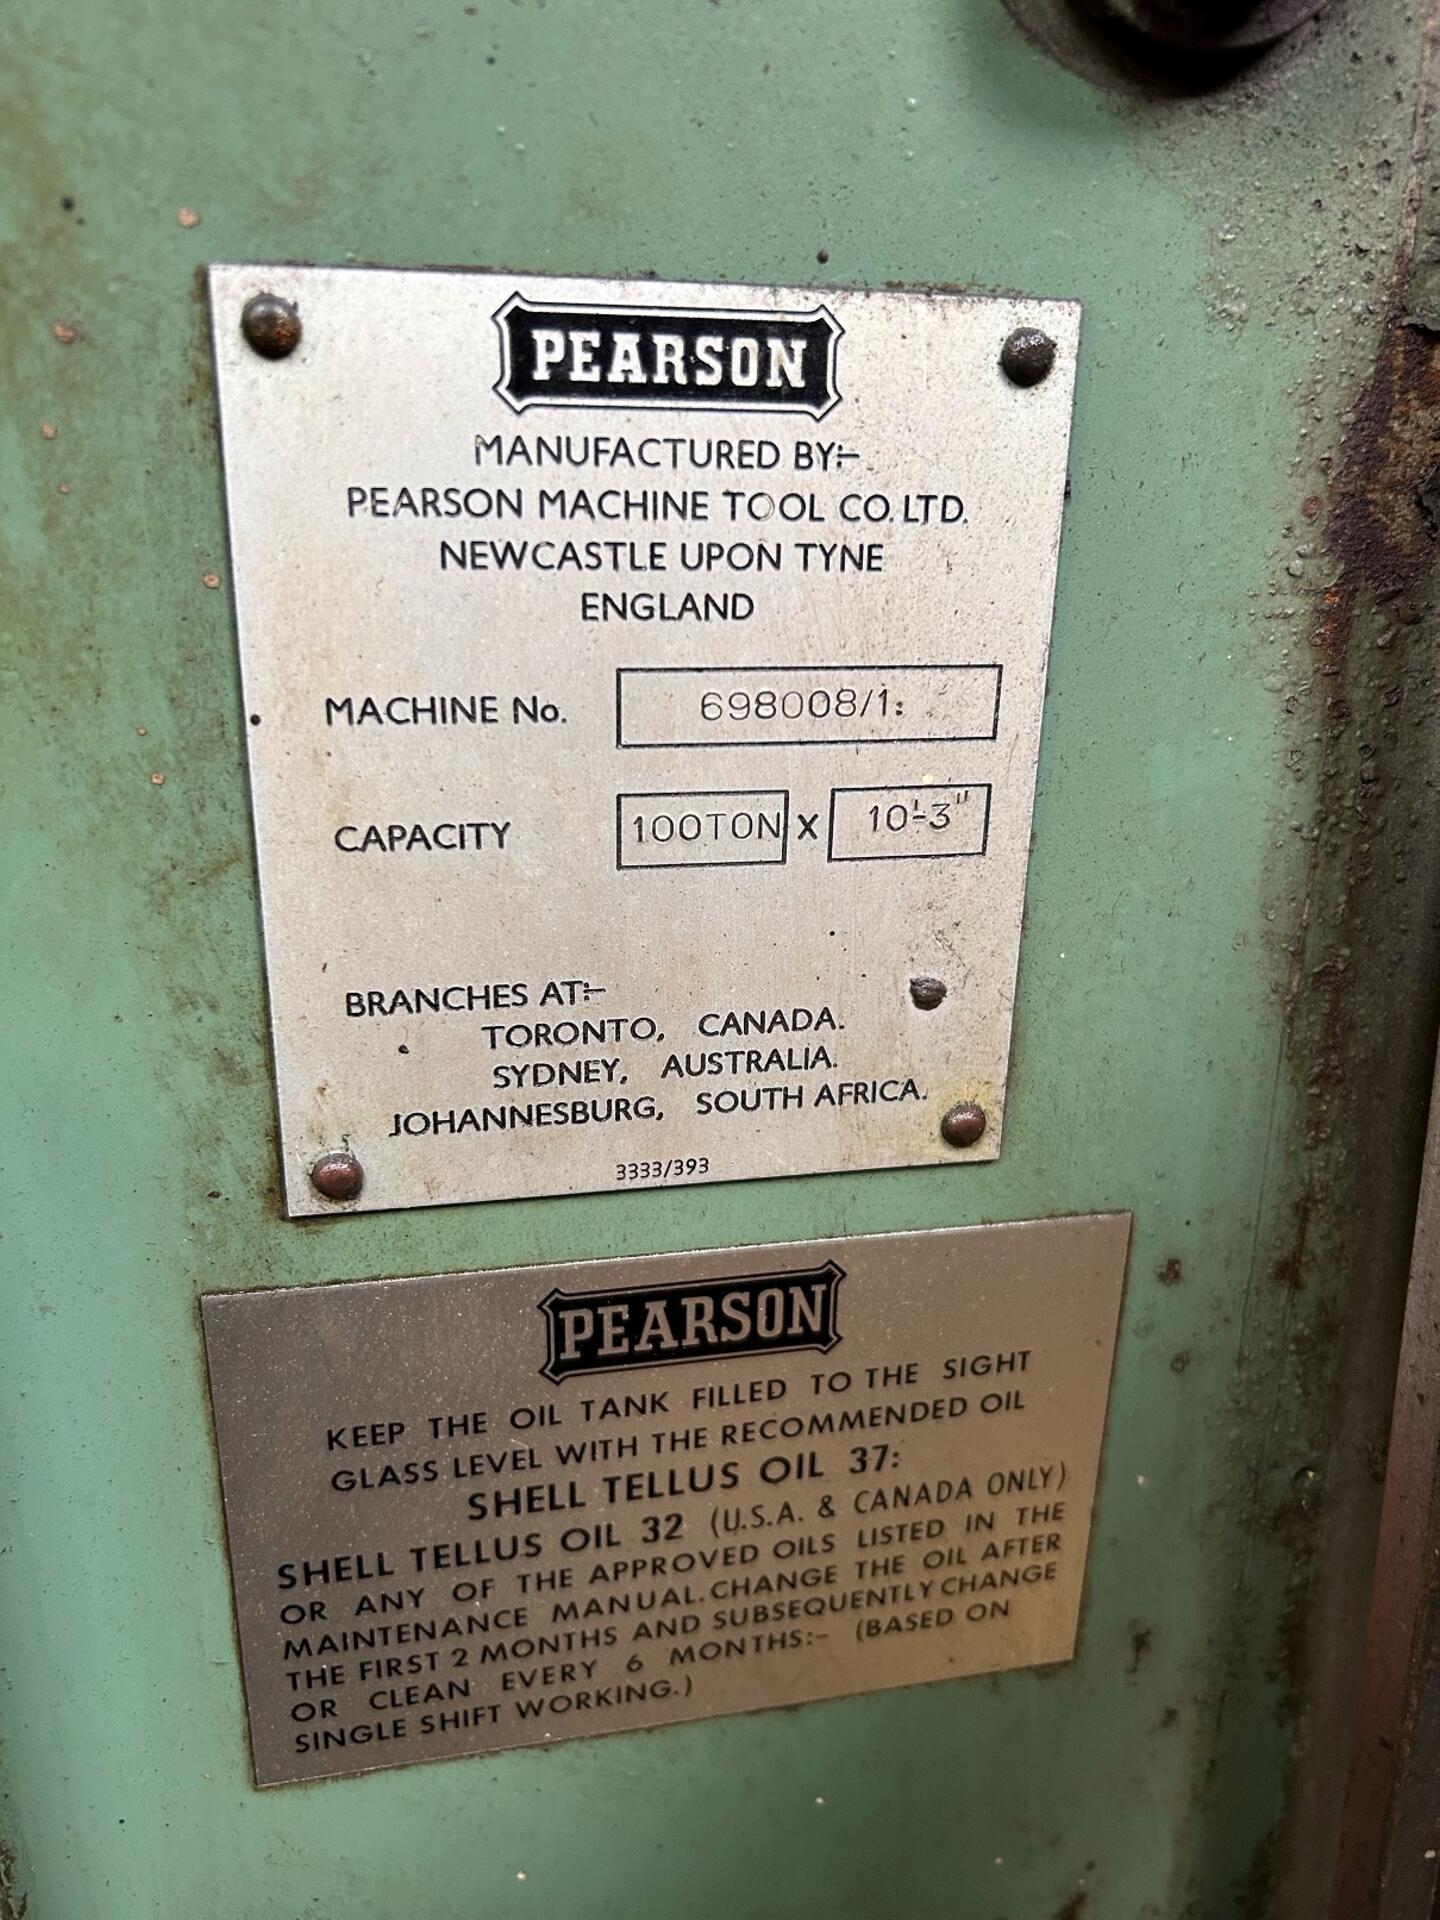 PEARSON
MANUFACTURED BY:-
PEARSON MACHINE TOOL CO. LTD.
NEWCASTLE UPON TYNE
ENGLAND
MACHINE No. 698008/1:
CAPACITY 100TON X 10'-3"
BRANCHES AT:-
TORONTO, CANADA.
SYDNEY, AUSTRALIA.
JOHANNESBURG, SOUTH AFRICA.
3333/393
PEARSON
KEEP THE OIL TANK FILLED TO THE SIGHT
GLASS LEVEL WITH THE RECOMMENDED OIL
SHELL TELLUS OIL 37:
SHELL TELLUS OIL 32 (U.S.A. & CANADA ONLY)
OR ANY OF THE APPROVED OILS LISTED IN THE
MAINTENANCE MANUAL. CHANGE THE OIL AFTER
THE FIRST 2 MONTHS AND SUBSEQUENTLY CHANGE
OR CLEAN EVERY 6 MONTHS:- (BASED ON
SINGLE SHIFT WORKING.)